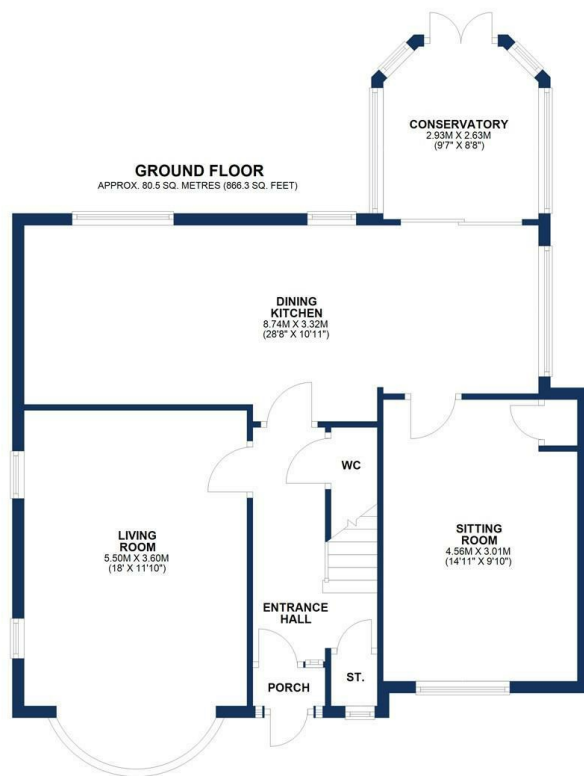 GROUND FLOOR
APPROX. 80.5 SQ. METRES (866.3 SQ. FEET)
CONSERVATORY
2.93M X 2.63M
(9'7" X 8'8")
DINING
KITCHEN
8.74M X 3.32M
(28'8" X 10'11")
WC
LIVING
ROOM
5.50M X 3.60M
(18' X 11'10")
SITTING
ROOM
4.56M X 3.01M
(14'11" X 9'10")
ENTRANCE
HALL
PORCH
ST.